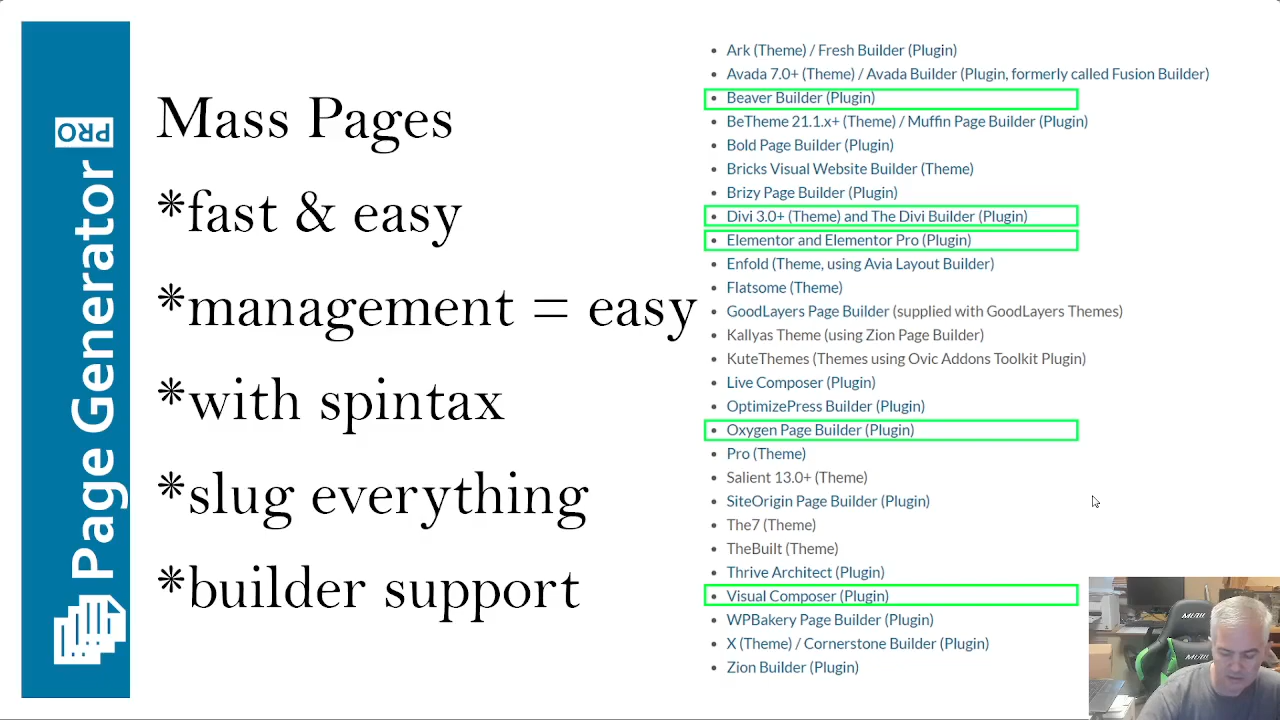 Page Generator PRO
Mass Pages
*fast & easy
*management = easy
*with spintax
*slug everything
*builder support
Ark (Theme) / Fresh Builder (Plugin)
Avada 7.0+ (Theme) / Avada Builder (Plugin, formerly called Fusion Builder)
Beaver Builder (Plugin)
BeTheme 21.1.x+ (Theme) / Muffin Page Builder (Plugin)
Bold Page Builder (Plugin)
Bricks Visual Website Builder (Theme)
Brizy Page Builder (Plugin)
Divi 3.0+ (Theme) and The Divi Builder (Plugin)
Elementor and Elementor Pro (Plugin)
Enfold (Theme, using Avia Layout Builder)
Flatsome (Theme)
GoodLayers Page Builder (supplied with GoodLayers Themes)
Kallyas Theme (using Zion Page Builder)
KuteThemes (Themes using Ovic Addons Toolkit Plugin)
Live Composer (Plugin)
OptimizePress Builder (Plugin)
Oxygen Page Builder (Plugin)
Pro (Theme)
Salient 13.0+ (Theme)
SiteOrigin Page Builder (Plugin)
The7 (Theme)
TheBuilt (Theme)
Thrive Architect (Plugin)
Visual Composer (Plugin)
WPBakery Page Builder (Plugin)
X (Theme) / Cornerstone Builder (Plugin)
Zion Builder (Plugin)